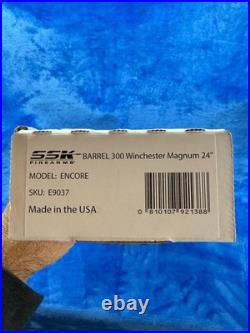 SSK BARREL 300 Winchester Magnum 24"
FIREARMS
MODEL: ENCORE
SKU: E9037
Made in the USA
0 810107 921388